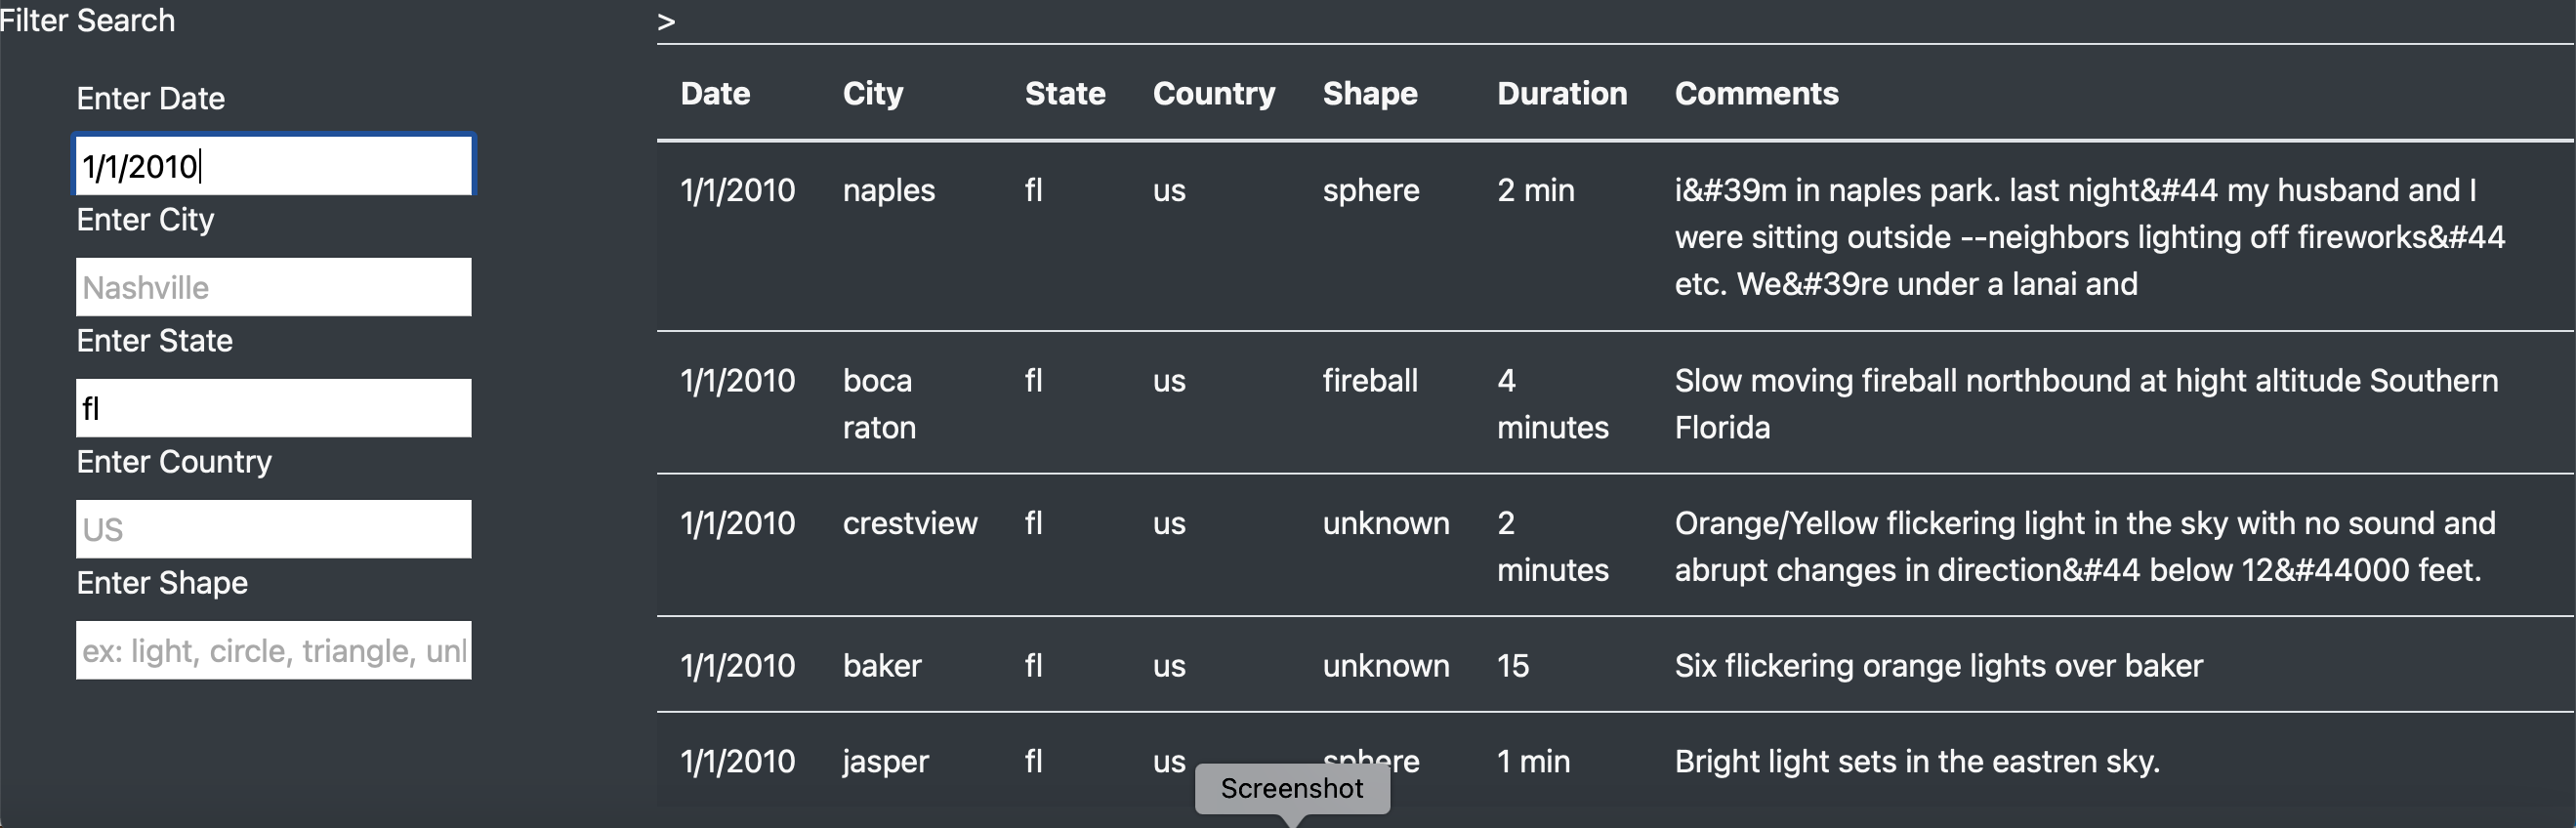 Filter Search
Enter Date
1/1/2010
Enter City
Nashville
Enter State
fl
Enter Country
US
Enter Shape
ex: light, circle, triangle,
>
Date City State Country Shape Duration Comments
1/1/2010 naples fl us sphere 2 min i&#39m in naples park. last night&#44 my husband and I
were sitting outside --neighbors lighting off fireworks&#44
etc. We&#39re under a lanai and
1/1/2010 boca fl us fireball 4 Slow moving fireball northbound at hight altitude Southern
raton minutes Florida
1/1/2010 crestview fl us unknown 2 Orange/Yellow flickering light in the sky with no sound and
minutes abrupt changes in direction&#44 below 12&#44000 feet.
1/1/2010 baker fl us unknown 15 Six flickering orange lights over baker
1/1/2010 jasper fl us sphere 1 min Bright light sets in the eastren sky.
Screenshot